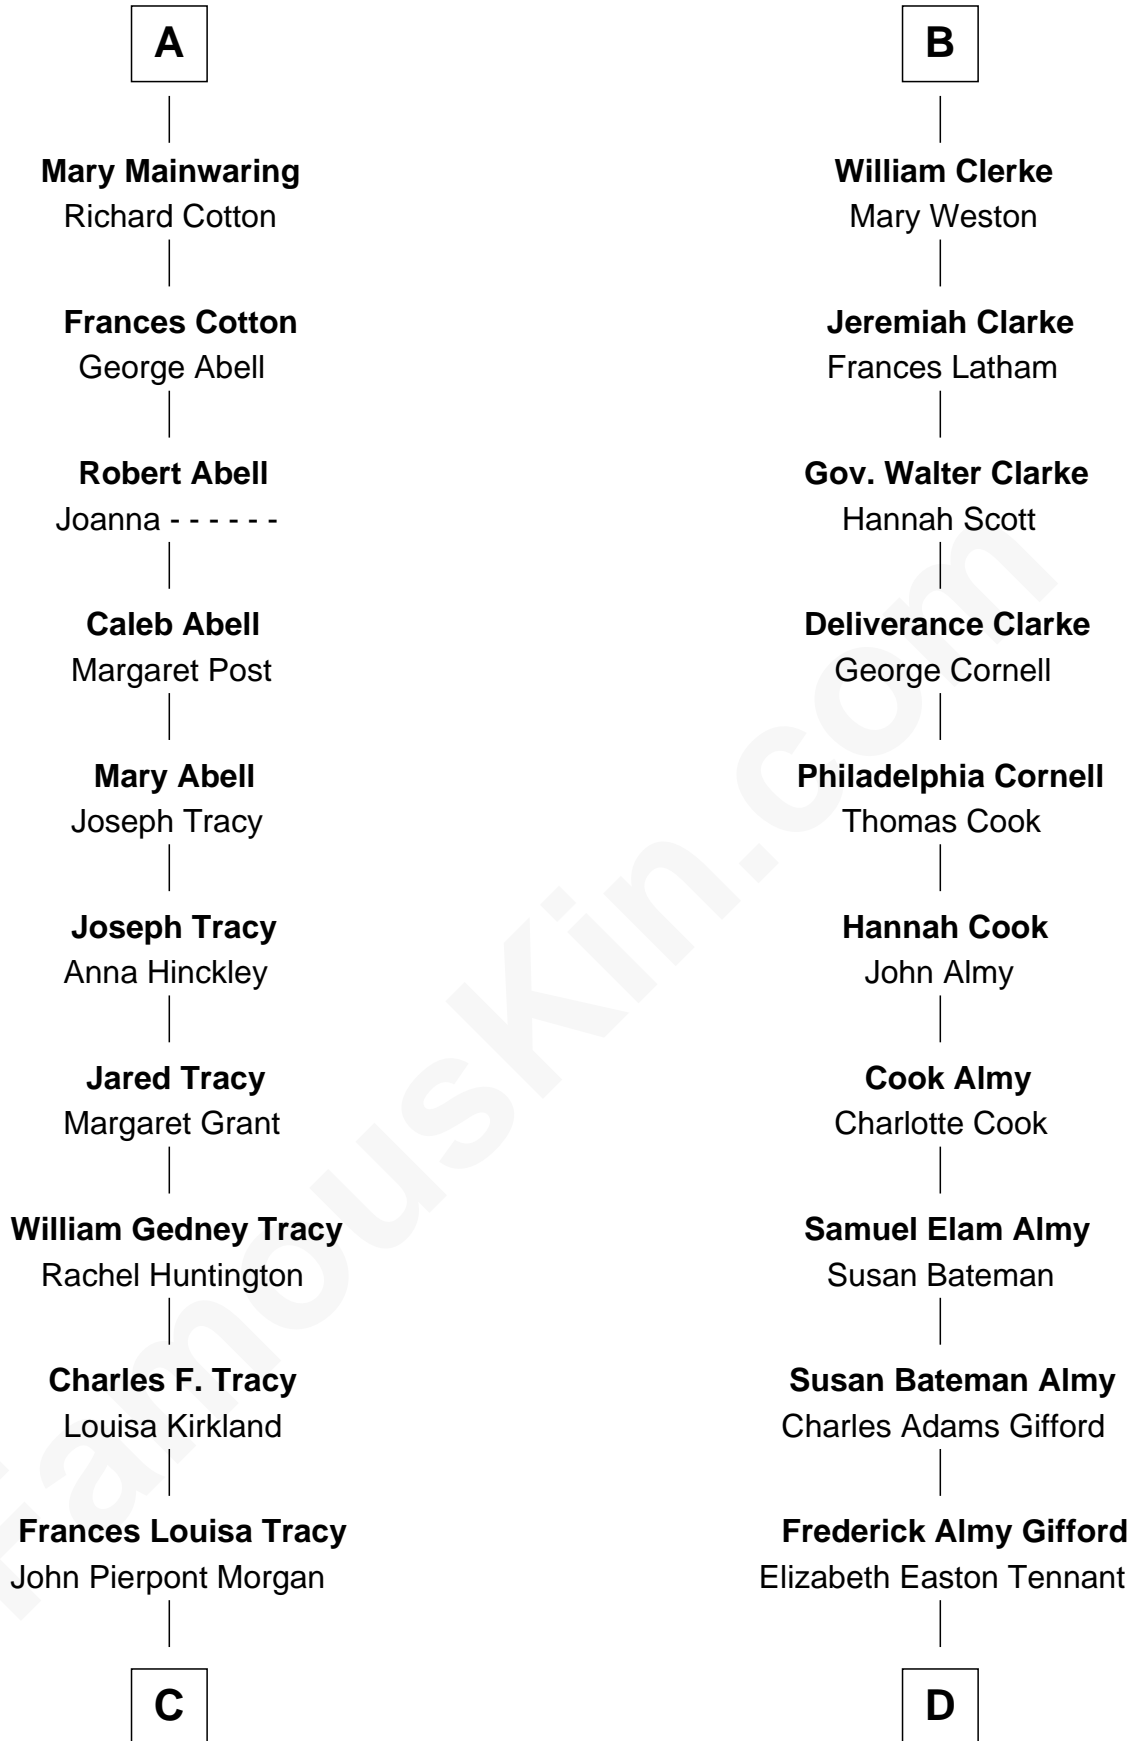 A
Mary Mainwaring
Richard Cotton
Frances Cotton
George Abell
Robert Abell
Joanna - - - - - -
Caleb Abell
Margaret Post
Mary Abell
Joseph Tracy
Joseph Tracy
Anna Hinckley
Jared Tracy
Margaret Grant
William Gedney Tracy
Rachel Huntington
Charles F. Tracy
Louisa Kirkland
Frances Louisa Tracy
John Pierpont Morgan
C
B
William Clerke
Mary Weston
Jeremiah Clarke
Frances Latham
Gov. Walter Clarke
Hannah Scott
Deliverance Clarke
George Cornell
Philadelphia Cornell
Thomas Cook
Hannah Cook
John Almy
Cook Almy
Charlotte Cook
Samuel Elam Almy
Susan Bateman
Susan Bateman Almy
Charles Adams Gifford
Frederick Almy Gifford
Elizabeth Easton Tennant
D
FamousKin.com